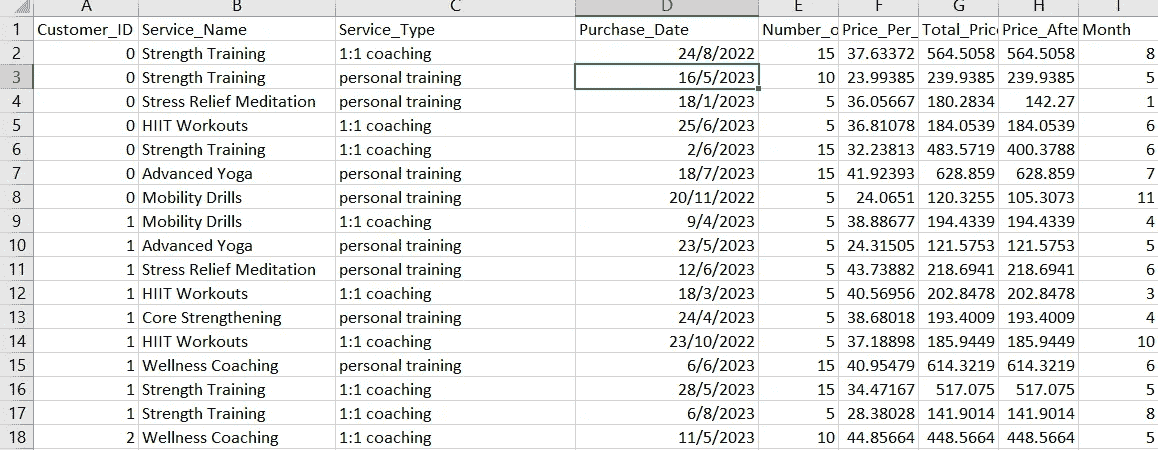 A B C D E F G H I
1 Customer_ID Service_Name Service_Type Purchase_Date Number_o Price_Per_ Total_Pric Price_Afte Month
2 0 Strength Training 1:1 coaching 24/8/2022 15 37.63372 564.5058 564.5058 8
3 0 Strength Training personal training 16/5/2023 10 23.99385 239.9385 239.9385 5
4 0 Stress Relief Meditation personal training 18/1/2023 5 36.05667 180.2834 142.27 1
5 0 HIIT Workouts 1:1 coaching 25/6/2023 5 36.81078 184.0539 184.0539 6
6 0 Strength Training 1:1 coaching 2/6/2023 15 32.23813 483.5719 400.3788 6
7 0 Advanced Yoga personal training 18/7/2023 15 41.92393 628.859 628.859 7
8 0 Mobility Drills personal training 20/11/2022 5 24.0651 120.3255 105.3073 11
9 1 Mobility Drills 1:1 coaching 9/4/2023 5 38.88677 194.4339 194.4339 4
10 1 Advanced Yoga personal training 23/5/2023 5 24.31505 121.5753 121.5753 5
11 1 Stress Relief Meditation personal training 12/6/2023 5 43.73882 218.6941 218.6941 6
12 1 HIIT Workouts 1:1 coaching 18/3/2023 5 40.56956 202.8478 202.8478 3
13 1 Core Strengthening personal training 24/4/2023 5 38.68018 193.4009 193.4009 4
14 1 HIIT Workouts 1:1 coaching 23/10/2022 5 37.18898 185.9449 185.9449 10
15 1 Wellness Coaching personal training 6/6/2023 15 40.95479 614.3219 614.3219 6
16 1 Strength Training 1:1 coaching 28/5/2023 15 34.47167 517.075 517.075 5
17 1 Strength Training 1:1 coaching 6/8/2023 5 28.38028 141.9014 141.9014 8
18 2 Wellness Coaching 1:1 coaching 11/5/2023 10 44.85664 448.5664 448.5664 5